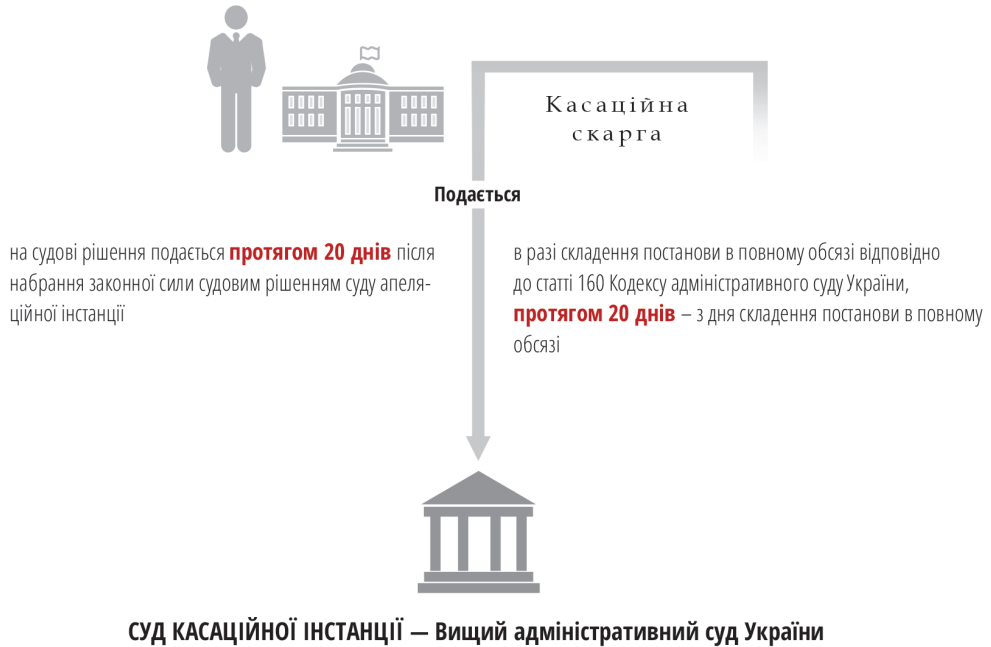 Касаційна
скарга
Подається
на судові рішення подається протягом 20 днів після
набрання законної сили судовим рішенням суду апеля-
ційної інстанції
в разі складення постанови в повному обсязі відповідно
до статті 160 Кодексу адміністративного суду України,
протягом 20 днів – з дня складення постанови в повному
обсязі
СУД КАСАЦІЙНОЇ ІНСТАНЦІЇ — Вищий адміністративний суд України